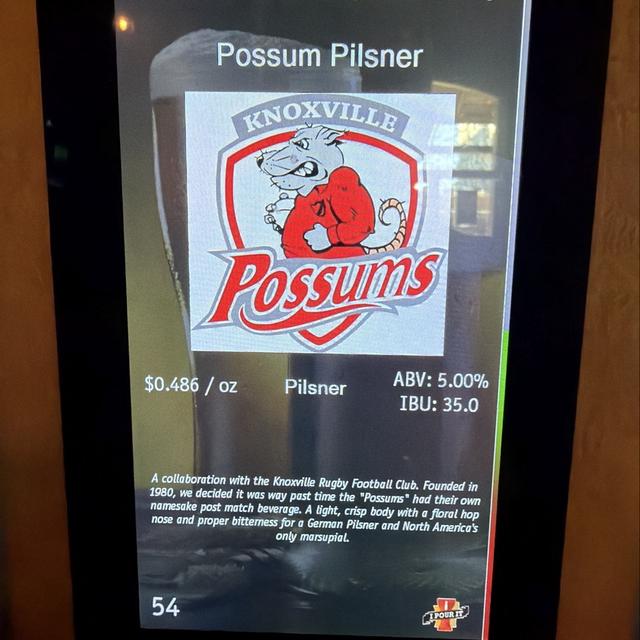 Possum Pilsner
KNOXVILLE
Possums
$0.486 / oz
Pilsner
ABV: 5.00%
IBU: 35.0
A collaboration with the Knoxville Rugby Football Club. Founded in
1980, we decided it was way past time the "Possums" had their own
namesake post match beverage. A light, crisp body with a floral hop
nose and proper bitterness for a German Pilsner and North America's
only marsupial.
54
I POUR IT